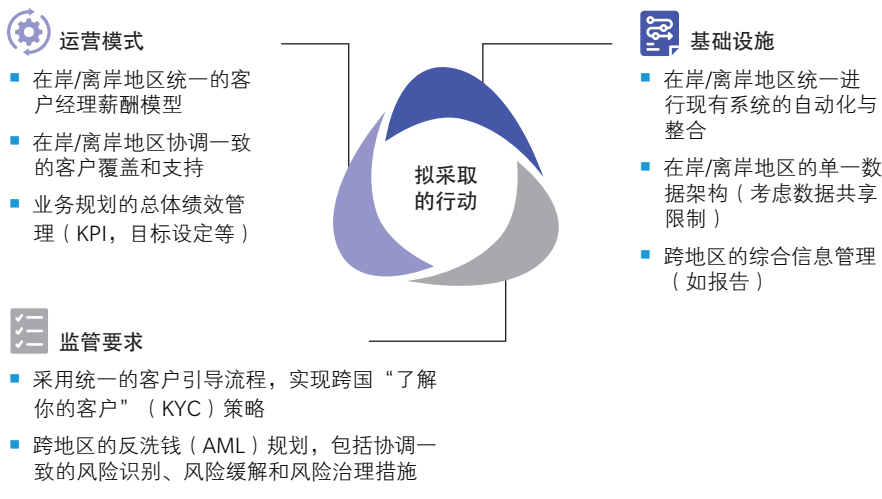 运营模式
在岸/离岸地区统一的客
户经理薪酬模型
在岸/离岸地区协调一致
的客户覆盖和支持
业务规划的总体绩效管
理（KPI，目标设定等）
拟采取
的行动
基础设施
在岸/离岸地区统一进
行现有系统的自动化与
整合
在岸/离岸地区的单一数
据架构（考虑数据共享
限制）
跨地区的综合信息管理
（如报告）
监管要求
采用统一的客户引导流程，实现跨国“了解
你的客户”（KYC）策略
跨地区的反洗钱（AML）规划，包括协调一
致的风险识别、风险缓解和风险治理措施